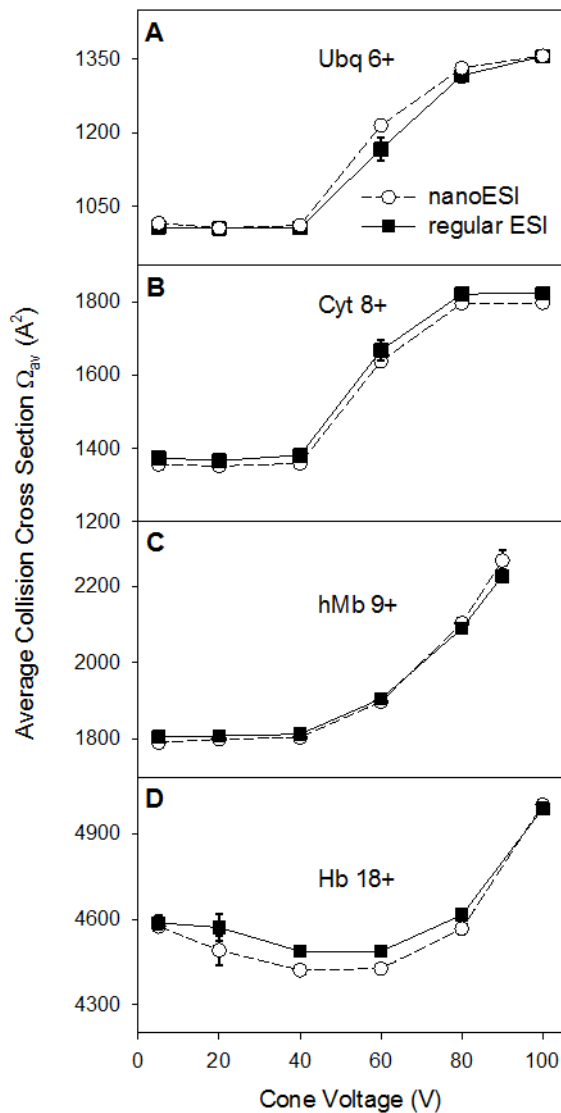 A
Ubq 6+
1350
1200
1050
nanoESI
regular ESI
B
Cyt 8+
1800
1600
1400
1200
C
hMb 9+
2200
2000
1800
D
Hb 18+
4900
4600
4300
0 20 40 60 80 100
Cone Voltage (V)
Average Collision Cross Section Ωav (A²)